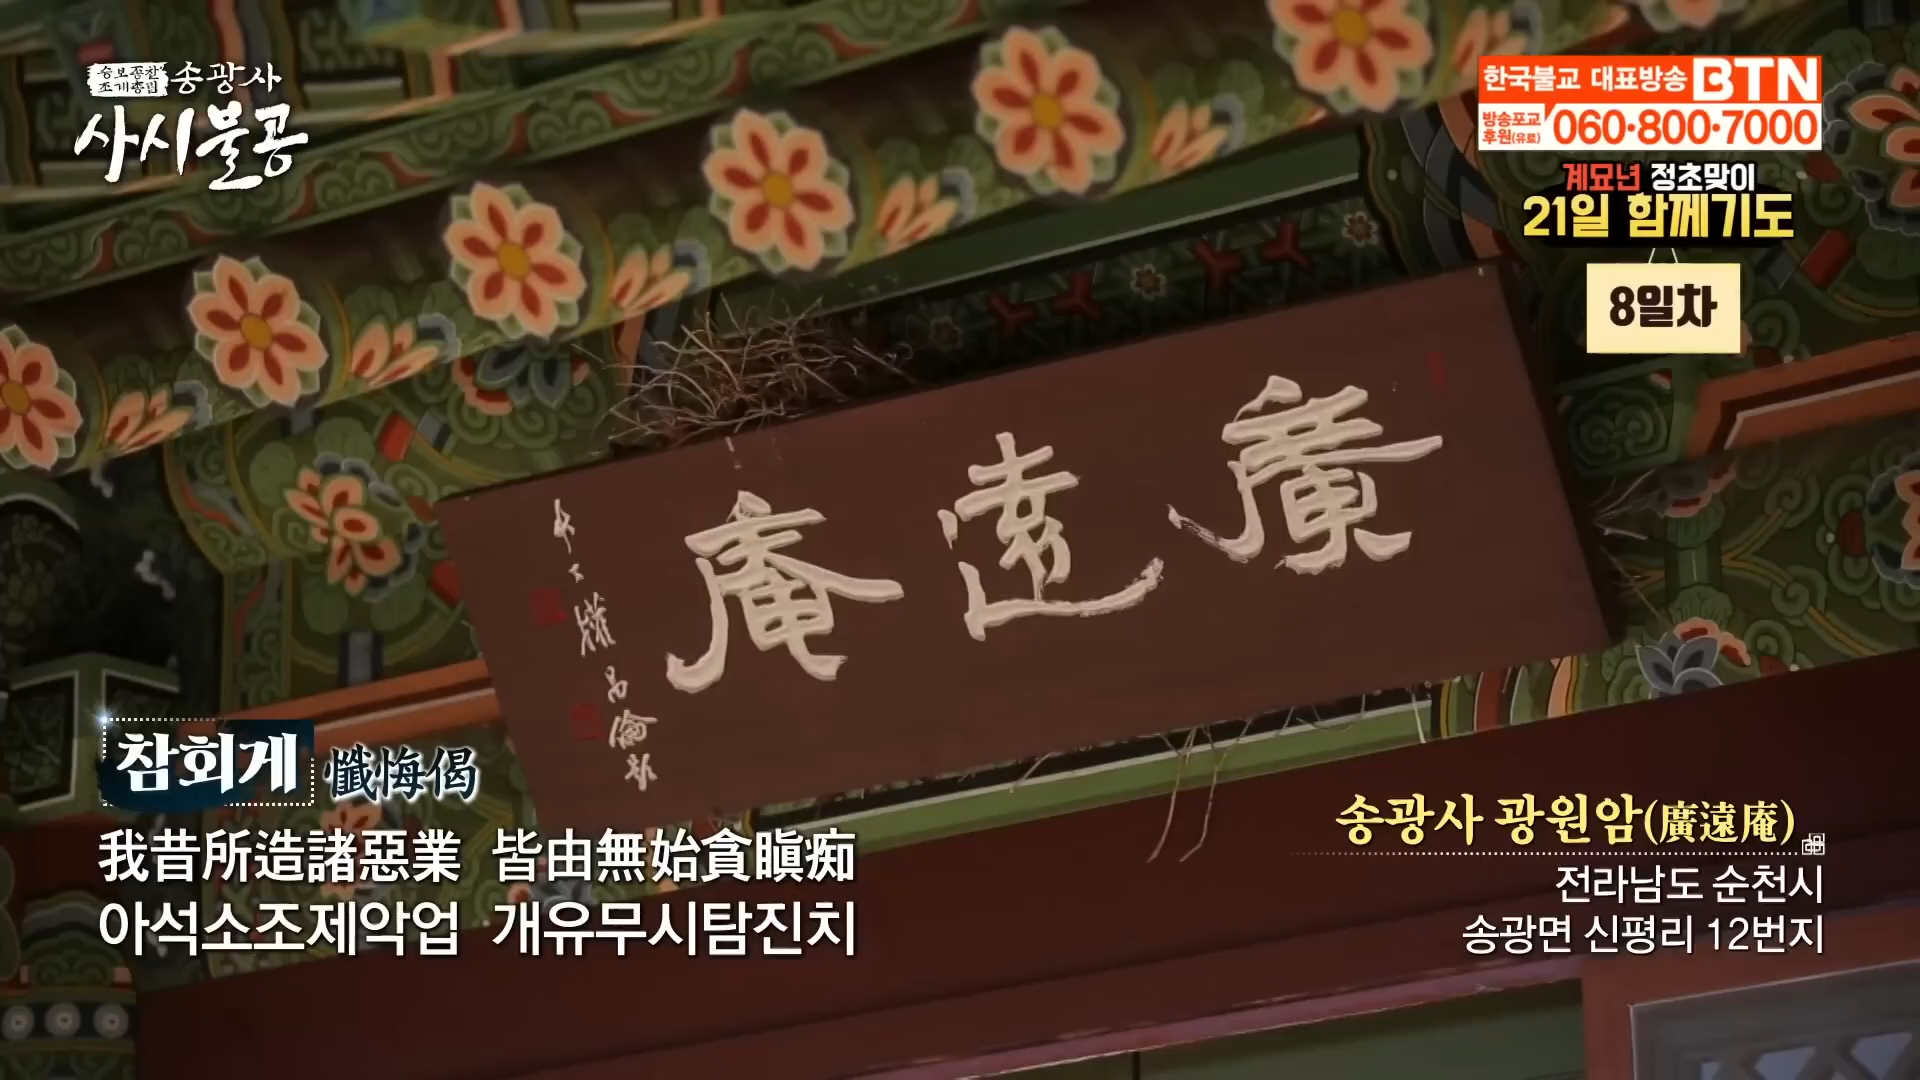 승보종찰
조계총림
송광사
사시불공
한국불교 대표방송 BTN
방송포교
후원(유료)
060·800·7000
계묘년 정초맞이
21일 함께기도
8일차
廣遠庵
참회게 懺悔偈
我昔所造諸惡業 皆由無始貪瞋痴
아석소조제악업 개유무시탐진치
송광사 광원암(廣遠庵)
전라남도 순천시
송광면 신평리 12번지